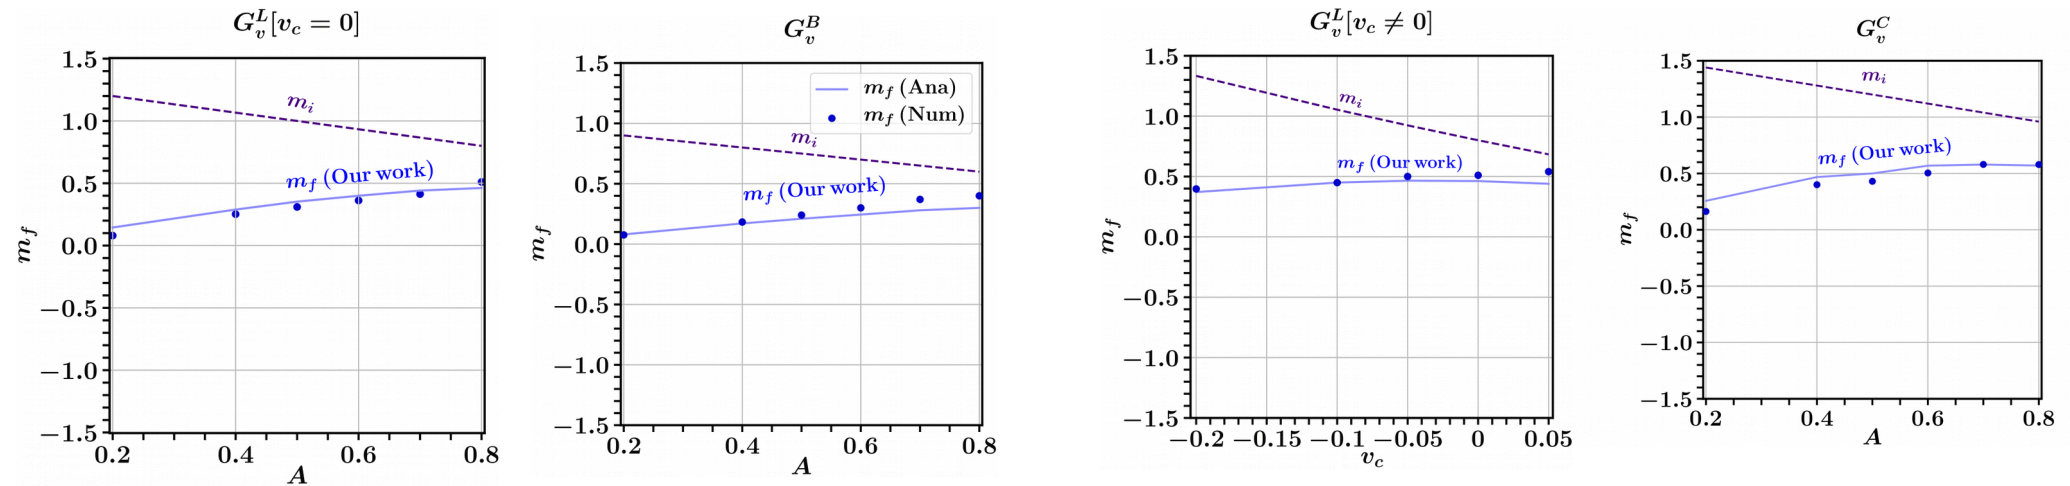 G_v^L[v_c = 0]
1.5
1.0
0.5
0.0
−0.5
−1.0
−1.5
m_f
m_i
m_f (Our work)
0.2 0.4 0.6 0.8
A
G_v^B
1.5
1.0
0.5
0.0
−0.5
−1.0
−1.5
m_f
m_f (Ana)
m_f (Num)
m_i
m_f (Our work)
0.2 0.4 0.6 0.8
A
G_v^L[v_c ≠ 0]
1.5
1.0
0.5
0.0
−0.5
−1.0
−1.5
m_f
m_i
m_f (Our work)
−0.2 −0.15 −0.1 −0.05 0 0.05
v_c
G_v^C
1.5
1.0
0.5
0.0
−0.5
−1.0
−1.5
m_f
m_i
m_f (Our work)
0.2 0.4 0.6 0.8
A